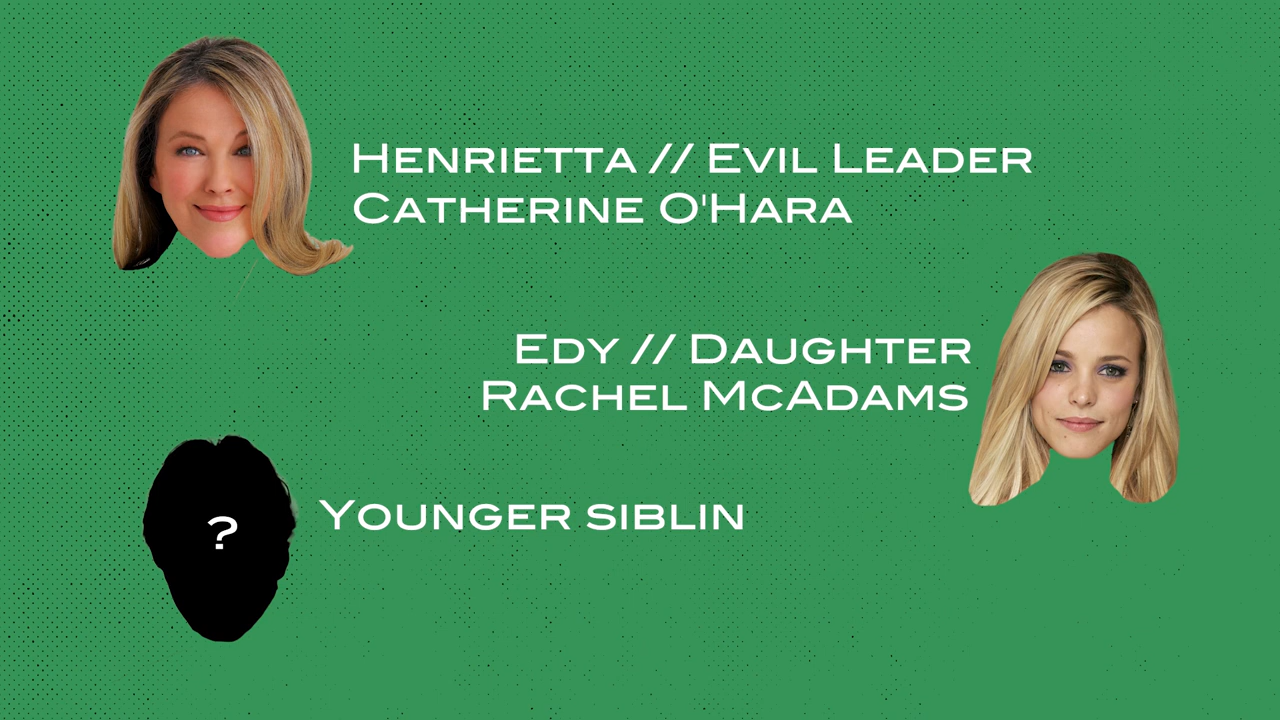 Henrietta // Evil Leader
Catherine O'Hara
Edy // Daughter
Rachel McAdams
?
Younger siblin